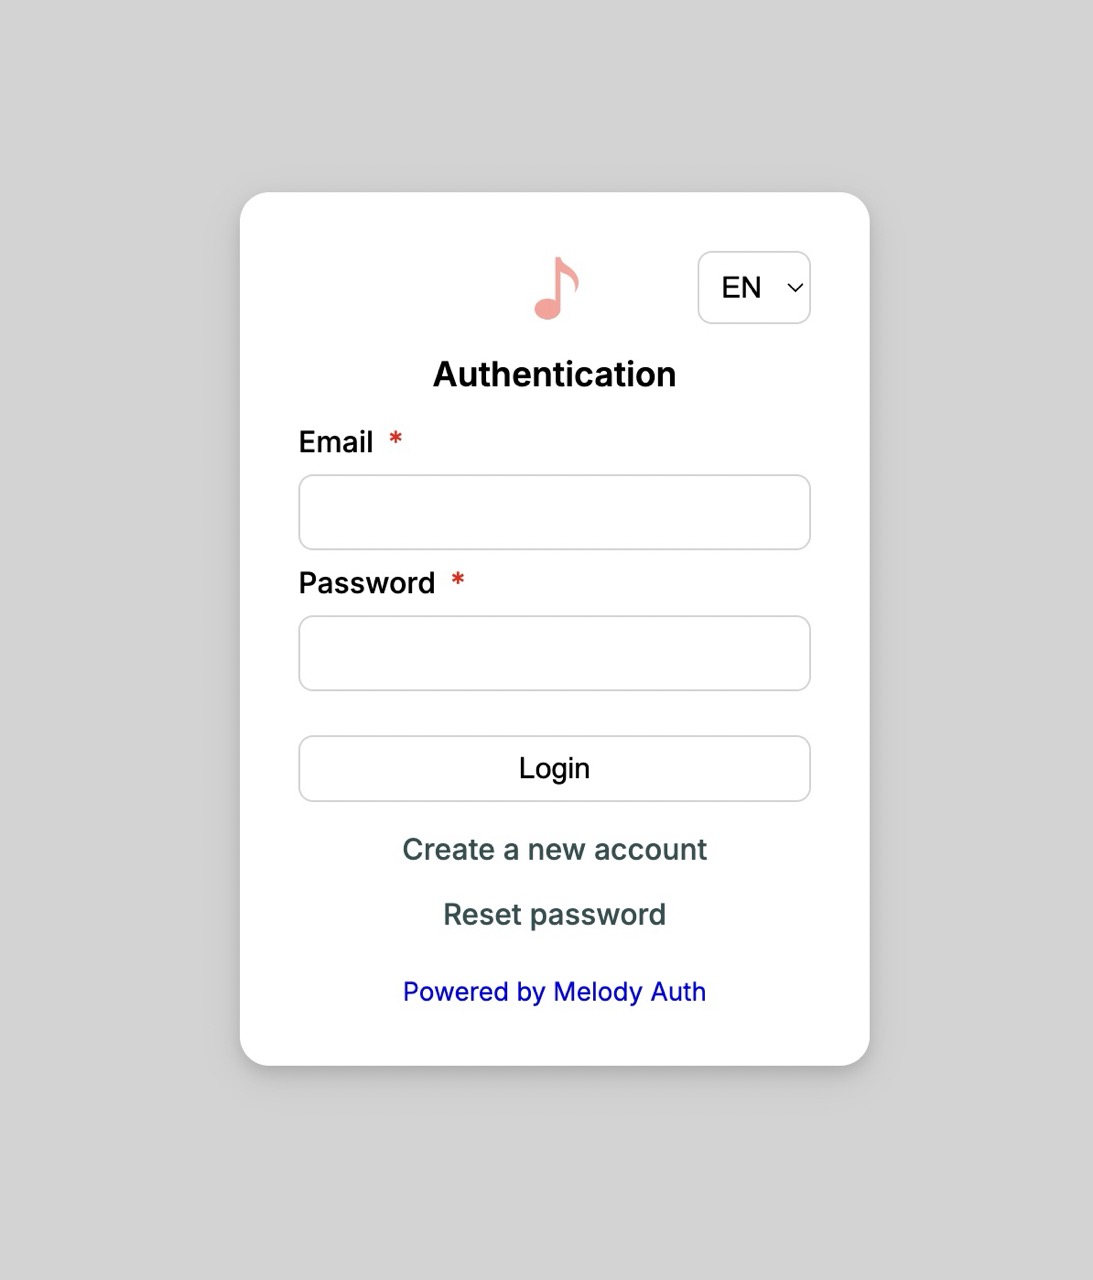 EN
Authentication
Email *
Password *
Login
Create a new account
Reset password
Powered by Melody Auth